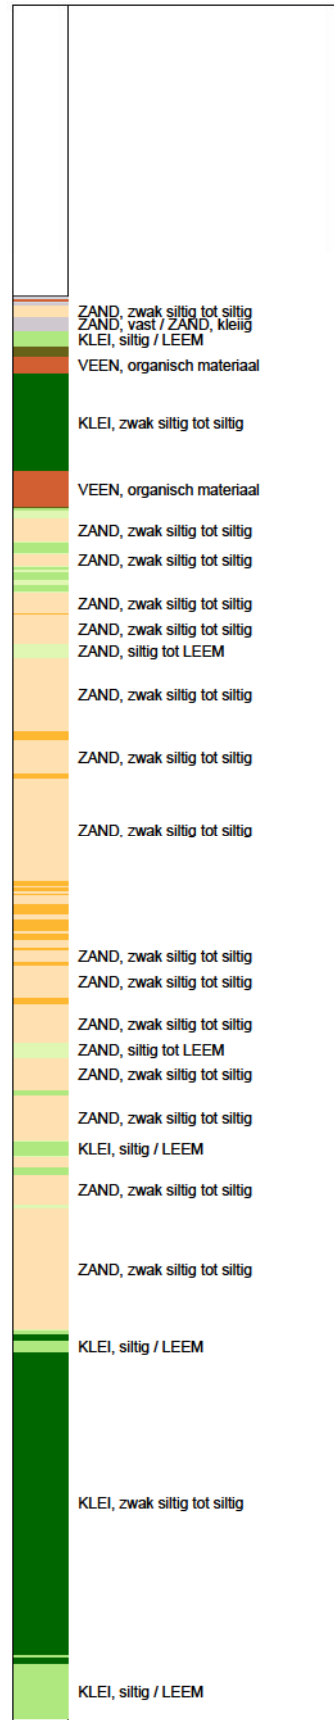 ZAND, zwak siltig tot siltig
ZAND, vast / ZAND, kleiig
KLEI, siltig / LEEM
VEEN, organisch materiaal
KLEI, zwak siltig tot siltig
VEEN, organisch materiaal
ZAND, zwak siltig tot siltig
ZAND, zwak siltig tot siltig
ZAND, zwak siltig tot siltig
ZAND, zwak siltig tot siltig
ZAND, siltig tot LEEM
ZAND, zwak siltig tot siltig
ZAND, zwak siltig tot siltig
ZAND, zwak siltig tot siltig
ZAND, zwak siltig tot siltig
ZAND, zwak siltig tot siltig
ZAND, zwak siltig tot siltig
ZAND, siltig tot LEEM
ZAND, zwak siltig tot siltig
ZAND, zwak siltig tot siltig
KLEI, siltig / LEEM
ZAND, zwak siltig tot siltig
ZAND, zwak siltig tot siltig
KLEI, siltig / LEEM
KLEI, zwak siltig tot siltig
KLEI, siltig / LEEM